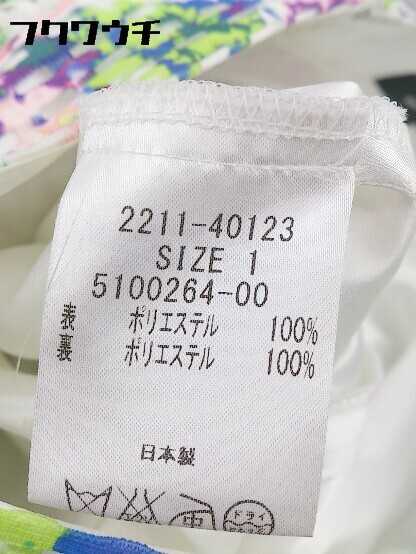 フクワウチ
2211-40123
SIZE 1
5100264-00
表 ポリエステル 100%
裏 ポリエステル 100%
日本製
中 ドライ